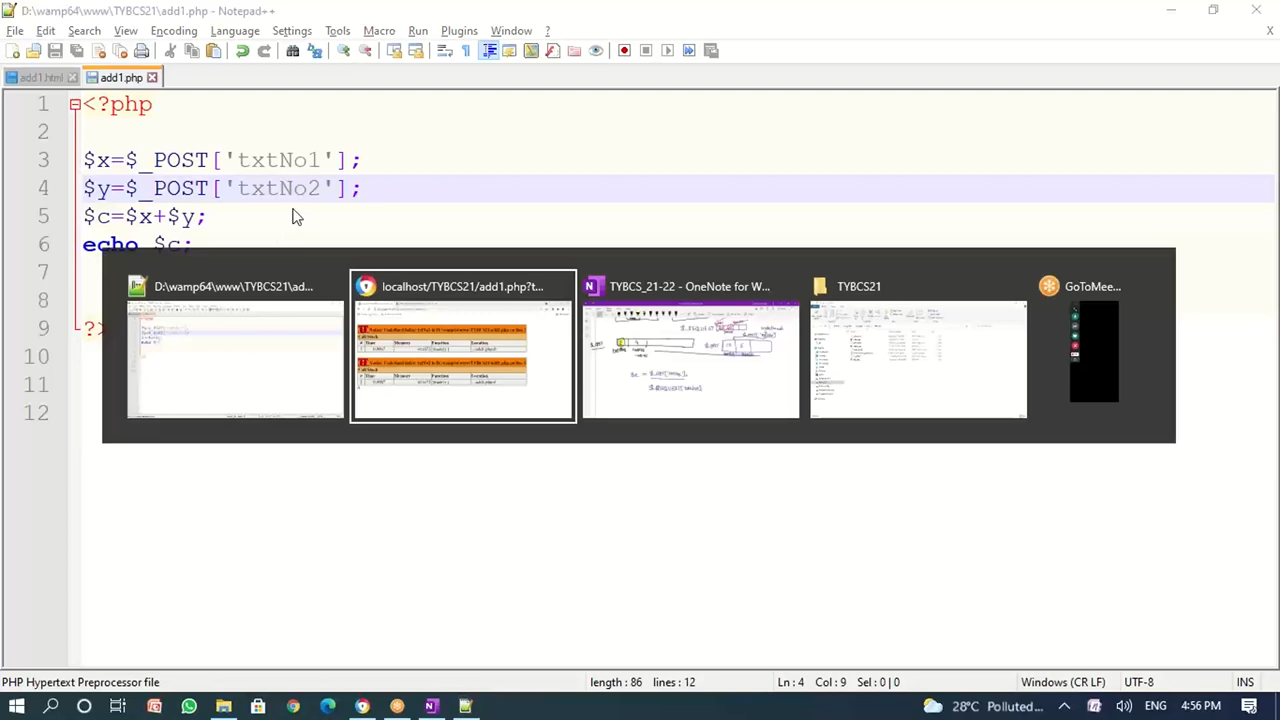 D:\wamp64\www\TYBCS21\add1.php - Notepad++
File Edit Search View Encoding Language Settings Tools Macro Run Plugins Window ? X
add1.html add1.php
1 <?php
2
3 $x=$_POST['txtNo1'];
4 $y=$_POST['txtNo2'];
5 $c=$x+$y;
6 echo $c;
7
8
9 ?>
10
11
12
D:\wamp64\www\TYBCS21\ad... localhost/TYBCS21/add1.php?t... TYBCS_21-22 - OneNote for W... TYBCS21 GoToMee...
PHP Hypertext Preprocessor file length : 86 lines : 12 Ln : 4 Col : 9 Sel : 0 | 0 Windows (CR LF) UTF-8 INS
28°C Polluted... ENG 4:56 PM